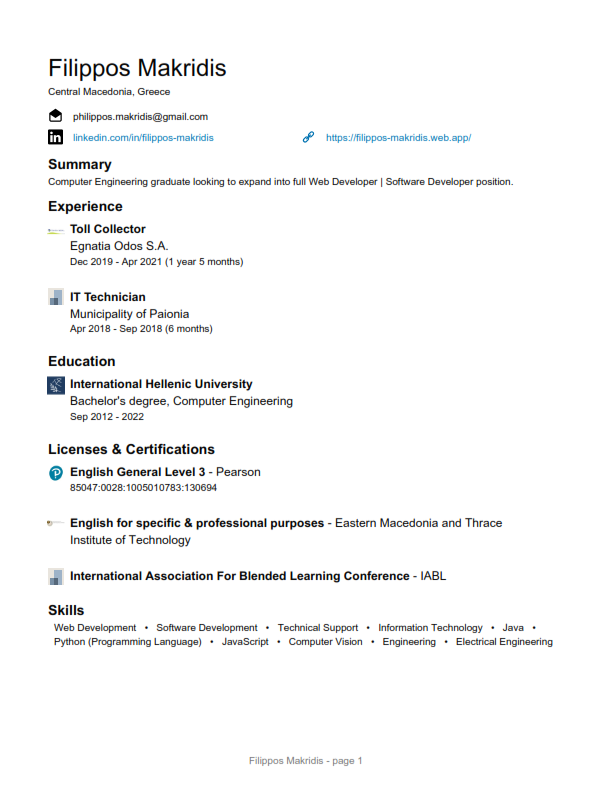 Filippos Makridis
Central Macedonia, Greece
philippos.makridis@gmail.com
linkedin.com/in/filippos-makridis https://filippos-makridis.web.app/
Summary
Computer Engineering graduate looking to expand into full Web Developer | Software Developer position.
Experience
Toll Collector
Egnatia Odos S.A.
Dec 2019 - Apr 2021 (1 year 5 months)
IT Technician
Municipality of Paionia
Apr 2018 - Sep 2018 (6 months)
Education
International Hellenic University
Bachelor's degree, Computer Engineering
Sep 2012 - 2022
Licenses & Certifications
English General Level 3 - Pearson
85047:0028:1005010783:130694
English for specific & professional purposes - Eastern Macedonia and Thrace
Institute of Technology
International Association For Blended Learning Conference - IABL
Skills
Web Development • Software Development • Technical Support • Information Technology • Java •
Python (Programming Language) • JavaScript • Computer Vision • Engineering • Electrical Engineering
Filippos Makridis - page 1